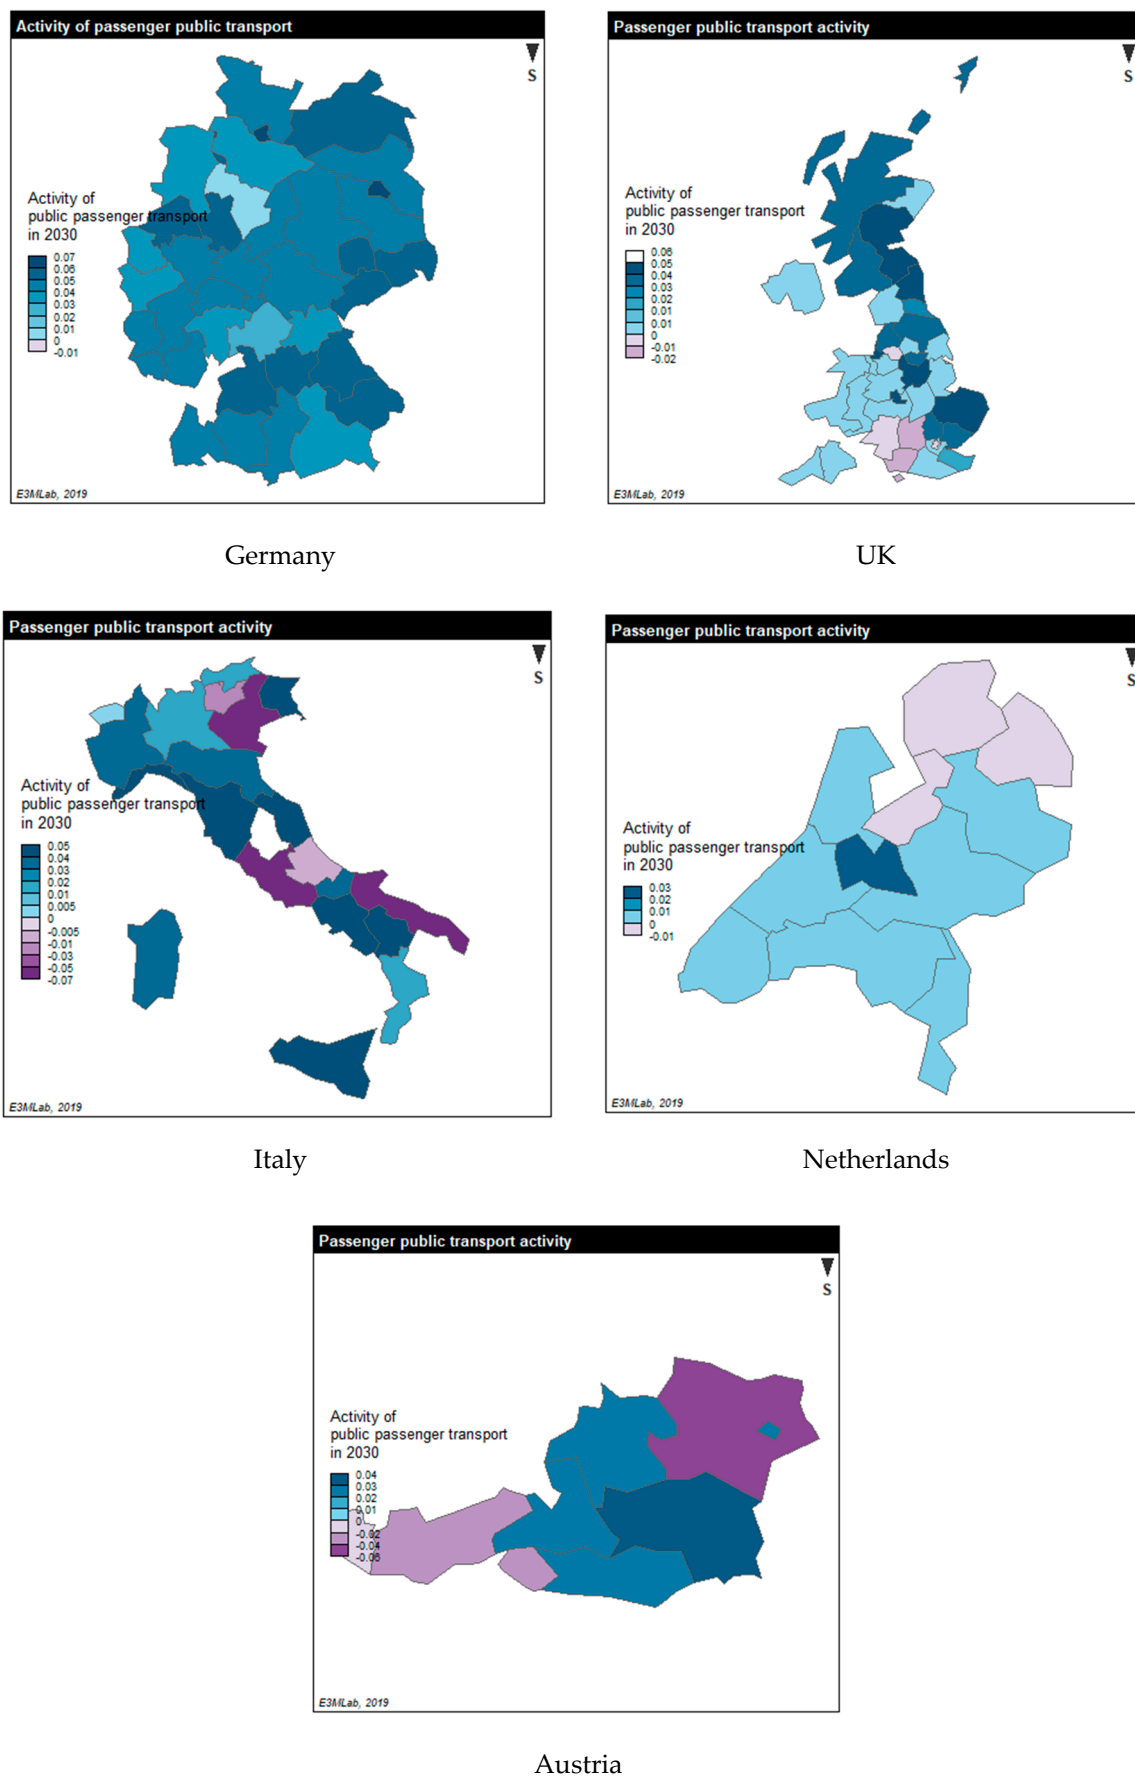 Activity of passenger public transport
S
Activity of
public passenger transport
in 2030
0.07
0.06
0.05
0.04
0.03
0.02
0.01
0
-0.01
E3MLab, 2019
Germany
Passenger public transport activity
S
Activity of
public passenger transport
in 2030
0.06
0.05
0.04
0.03
0.02
0.01
0.01
0
-0.01
-0.02
E3MLab, 2019
UK
Passenger public transport activity
S
Activity of
public passenger transport
in 2030
0.05
0.04
0.03
0.02
0.01
0.005
0
-0.005
-0.01
-0.03
-0.05
-0.07
E3MLab, 2019
Italy
Passenger public transport activity
S
Activity of
public passenger transport
in 2030
0.03
0.02
0.01
0
-0.01
E3MLab, 2019
Netherlands
Passenger public transport activity
S
Activity of
public passenger transport
in 2030
0.04
0.03
0.02
0.01
0
-0.02
-0.04
-0.06
E3MLab, 2019
Austria